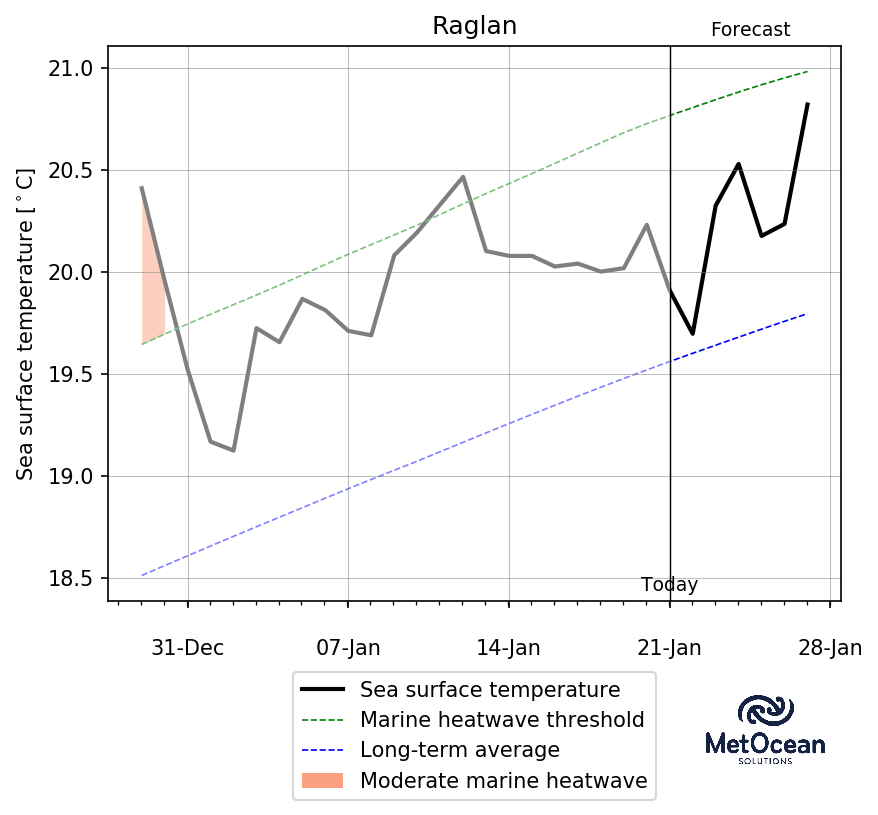 Raglan
Forecast
21.0
20.5
20.0
19.5
19.0
18.5
Sea surface temperature [°C]
Today
31-Dec 07-Jan 14-Jan 21-Jan 28-Jan
Sea surface temperature
Marine heatwave threshold
Long-term average
Moderate marine heatwave
MetOcean
SOLUTIONS